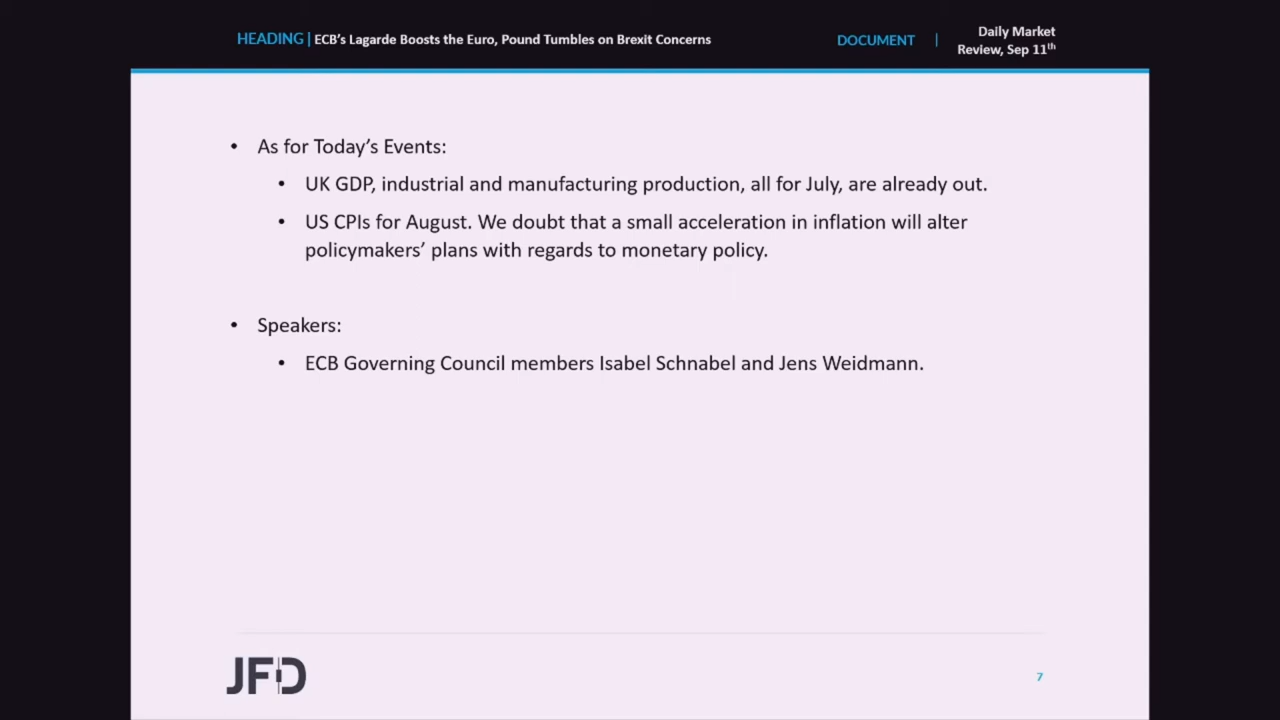 HEADING | ECB's Lagarde Boosts the Euro, Pound Tumbles on Brexit Concerns
DOCUMENT | Daily Market
Review, Sep 11th
• As for Today's Events:
• UK GDP, industrial and manufacturing production, all for July, are already out.
• US CPIs for August. We doubt that a small acceleration in inflation will alter
policymakers' plans with regards to monetary policy.
• Speakers:
• ECB Governing Council members Isabel Schnabel and Jens Weidmann.
JFD
7